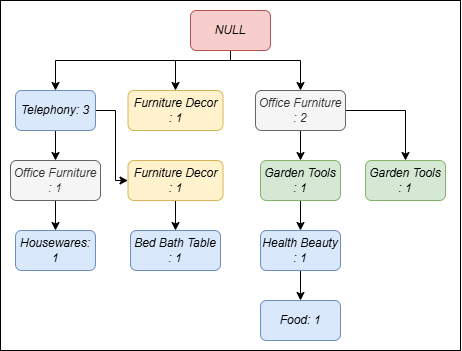 NULL
Telephony: 3
Furniture Decor
: 1
Office Furniture
: 2
Office Furniture
: 1
Furniture Decor
: 1
Garden Tools
: 1
Garden Tools
: 1
Housewares:
1
Bed Bath Table
: 1
Health Beauty
: 1
Food: 1